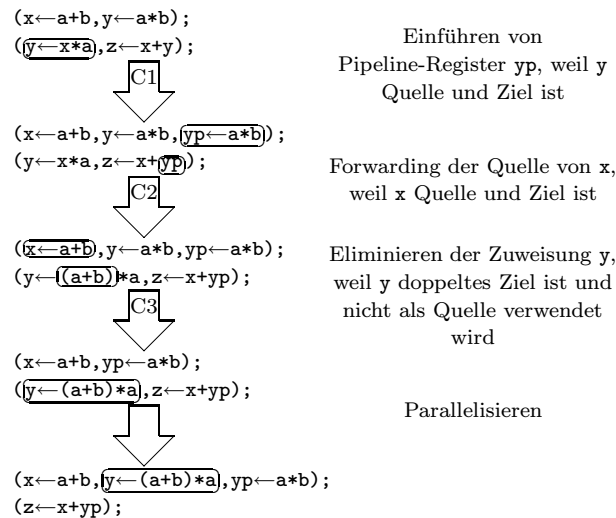 (x←a+b,y←a*b);
(y←x*a,z←x+y);
Einführen von
Pipeline-Register yp, weil y
Quelle und Ziel ist
C1
(x←a+b,y←a*b,yp←a*b);
(y←x*a,z←x+yp);
Forwarding der Quelle von x,
weil x Quelle und Ziel ist
C2
(x←a+b,y←a*b,yp←a*b);
(y←(a+b)*a,z←x+yp);
Eliminieren der Zuweisung y,
weil y doppeltes Ziel ist und
nicht als Quelle verwendet
wird
C3
(x←a+b,yp←a*b);
(y←(a+b)*a,z←x+yp);
Parallelisieren
(x←a+b,y←(a+b)*a,yp←a*b);
(z←x+yp);